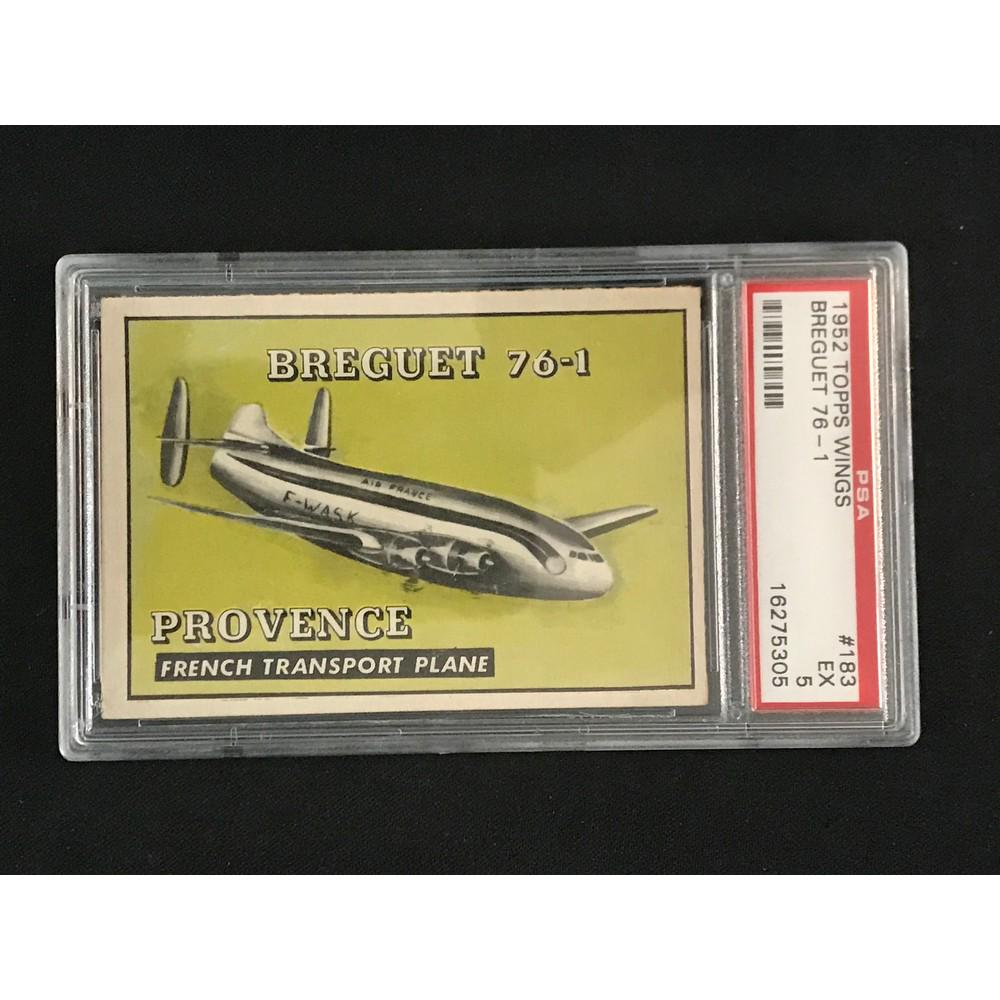 BREGUET 76-1
AIR FRANCE
F-WASK
PROVENCE
FRENCH TRANSPORT PLANE
1952 TOPPS WINGS
BREGUET 76-1
PSA
#183
EX
5
16275305